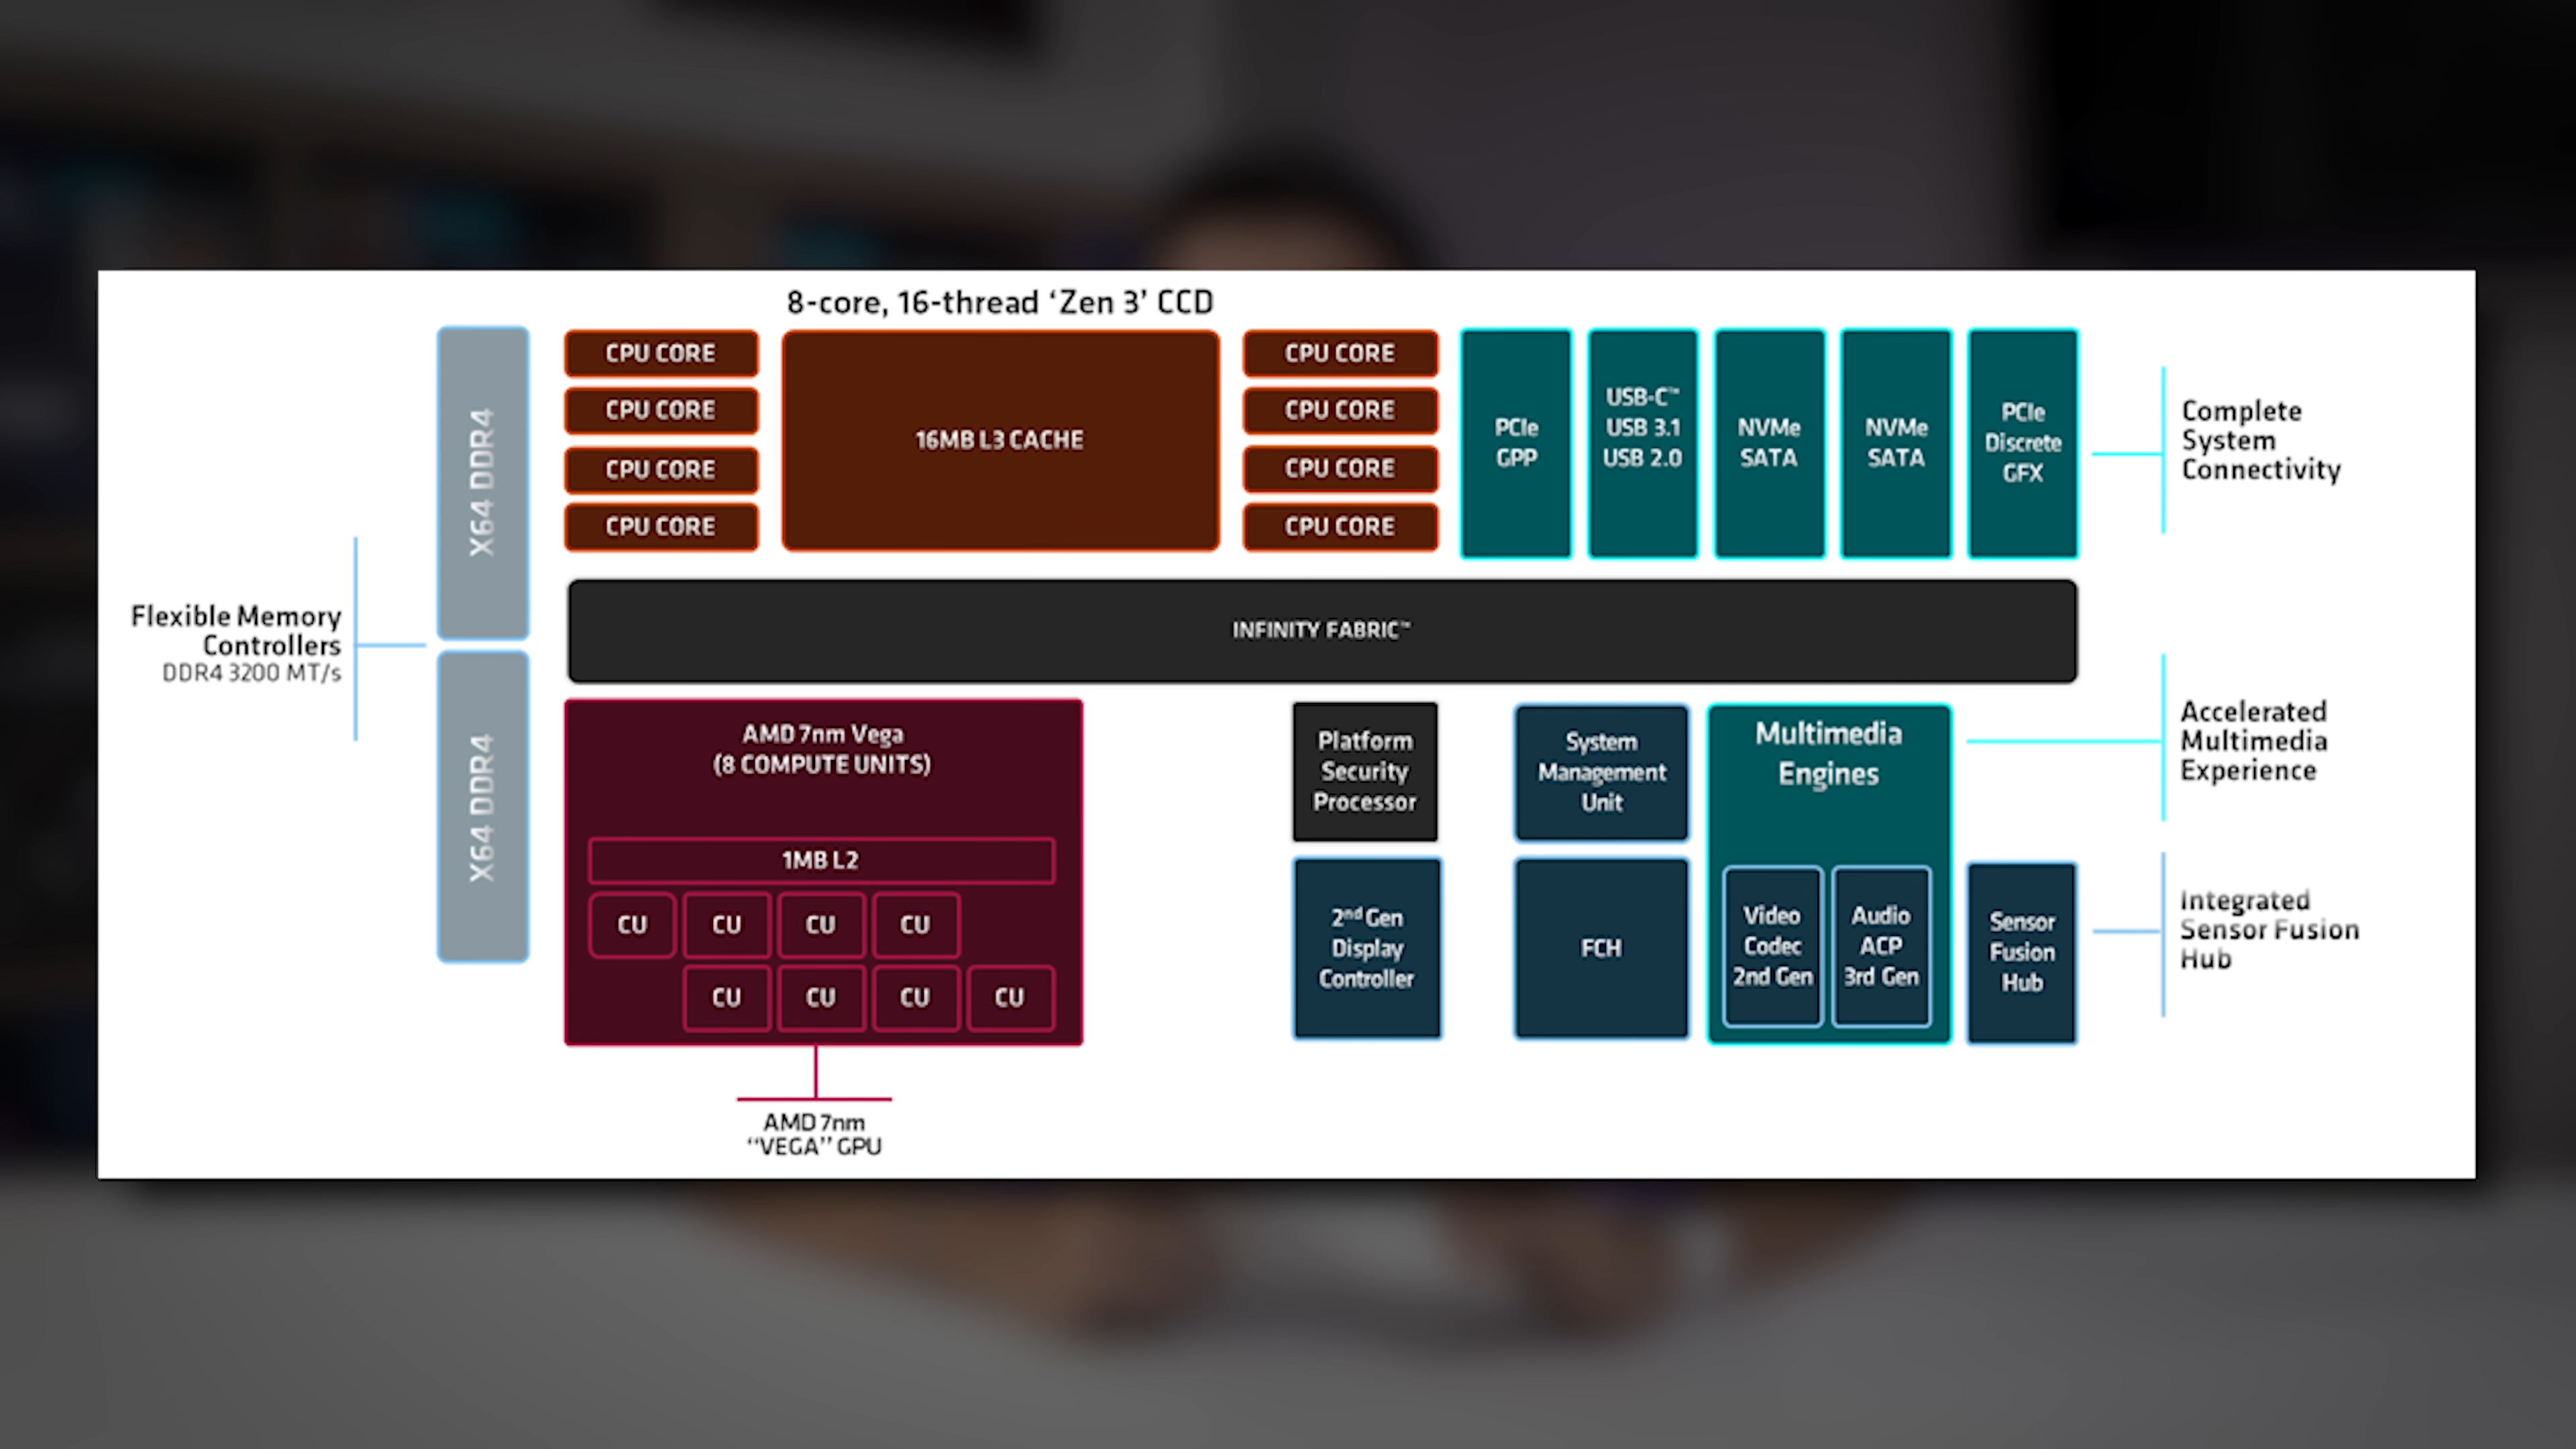 8-core, 16-thread ‘Zen 3’ CCD
X64 DDR4
X64 DDR4
Flexible Memory
Controllers
DDR4 3200 MT/s
CPU CORE
CPU CORE
CPU CORE
CPU CORE
16MB L3 CACHE
CPU CORE
CPU CORE
CPU CORE
CPU CORE
PCIe
GPP
USB-C™
USB 3.1
USB 2.0
NVMe
SATA
NVMe
SATA
PCIe
Discrete
GFX
Complete
System
Connectivity
INFINITY FABRIC™
AMD 7nm Vega
(8 COMPUTE UNITS)
1MB L2
CU CU CU CU
CU CU CU CU
AMD 7nm
“VEGA” GPU
Platform
Security
Processor
2nd Gen
Display
Controller
System
Management
Unit
FCH
Multimedia
Engines
Video
Codec
2nd Gen
Audio
ACP
3rd Gen
Sensor
Fusion
Hub
Accelerated
Multimedia
Experience
Integrated
Sensor Fusion
Hub